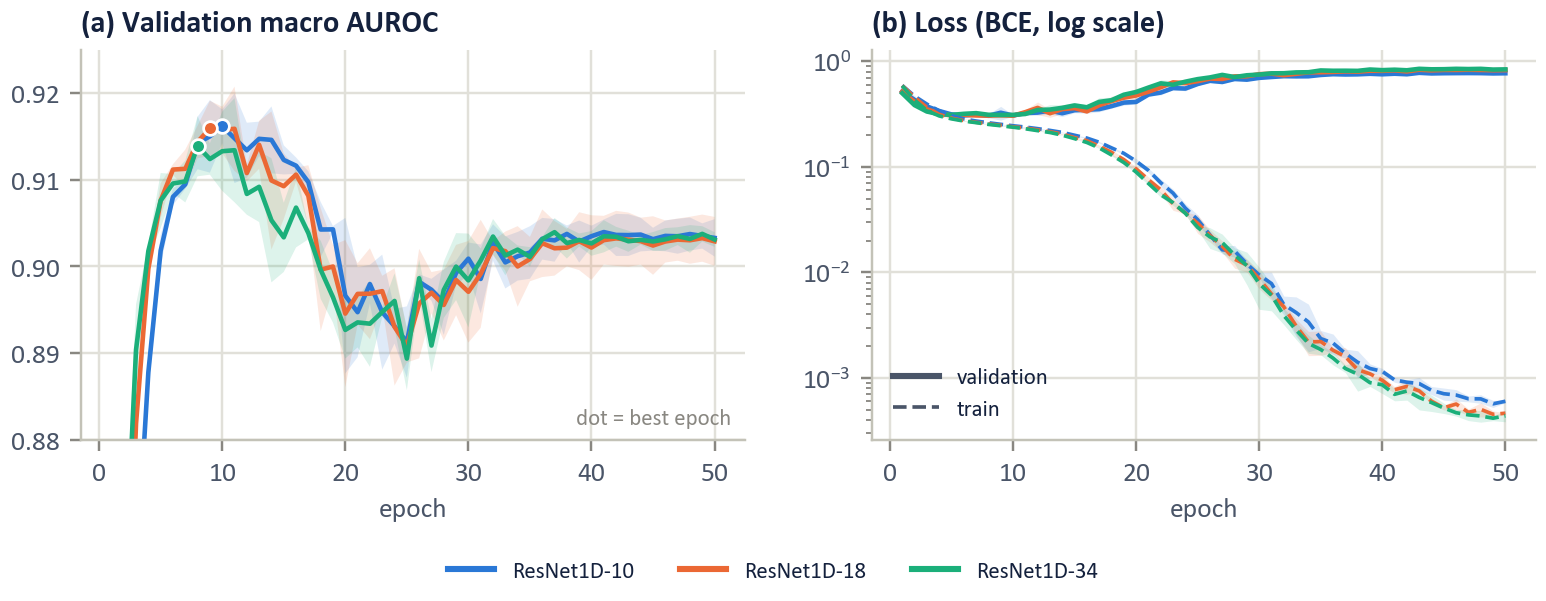 (a) Validation macro AUROC
0.92
0.91
0.90
0.89
0.88
dot = best epoch
0 10 20 30 40 50
epoch
(b) Loss (BCE, log scale)
10⁰
10⁻¹
10⁻²
10⁻³
validation
train
0 10 20 30 40 50
epoch
ResNet1D-10 ResNet1D-18 ResNet1D-34